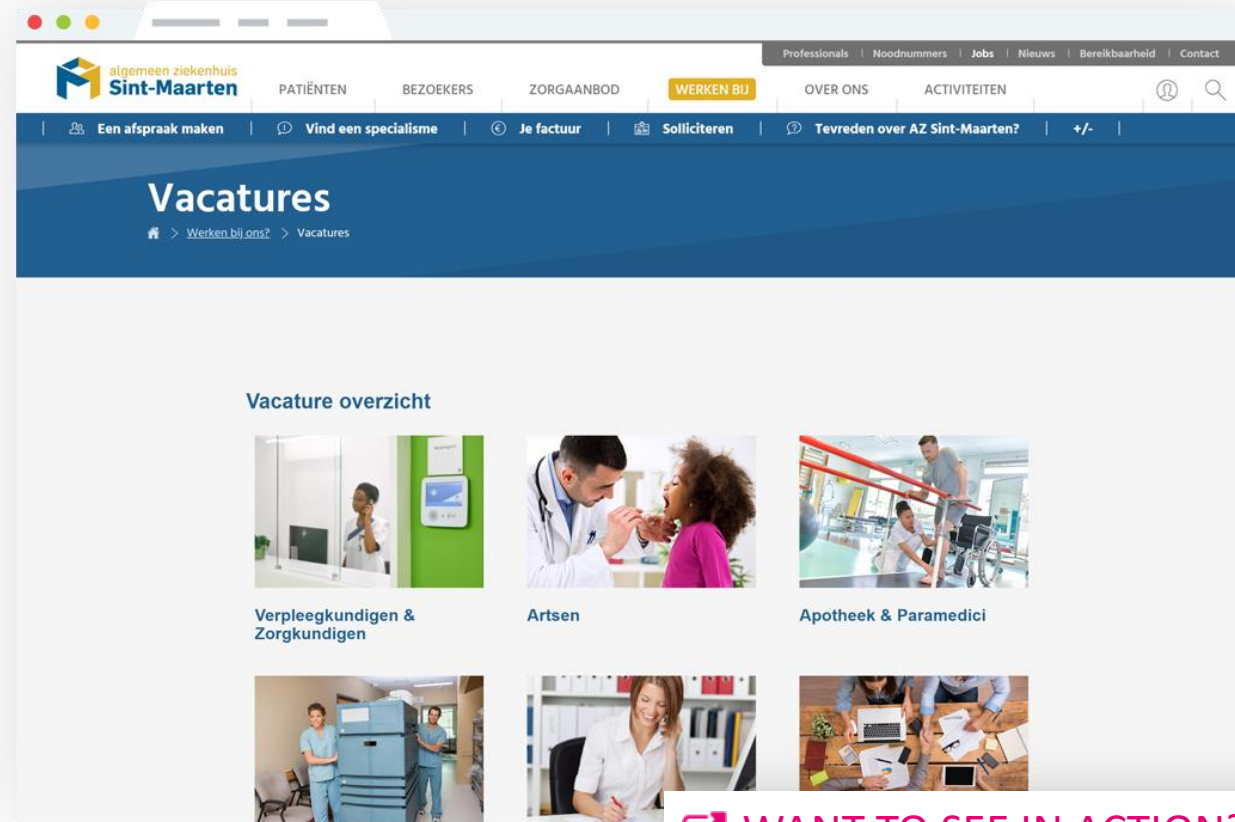 Professionals | Noodnummers | Jobs | Nieuws | Bereikbaarheid | Contact
algemeen ziekenhuis
Sint-Maarten
PATIËNTEN BEZOEKERS ZORGAANBOD WERKEN BIJ OVER ONS ACTIVITEITEN
Een afspraak maken | Vind een specialisme | Je factuur | Solliciteren | Tevreden over AZ Sint-Maarten? | +/- |
Vacatures
> Werken bij ons? > Vacatures
Vacature overzicht
Verpleegkundigen &
Zorgkundigen
Artsen
Apotheek & Paramedici
WANT TO SEE IN ACTION?